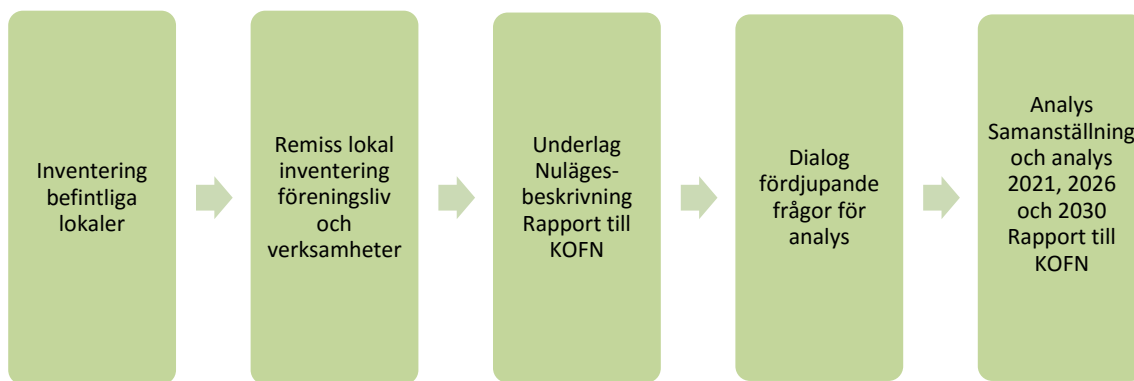 Inventering
befintliga
lokaler
Remiss lokal
inventering
föreningsliv
och
verksamheter
Underlag
Nuläges-
beskrivning
Rapport till
KOFN
Dialog
fördjupande
frågor för
analys
Analys
Samanställning
och analys
2021, 2026
och 2030
Rapport till
KOFN